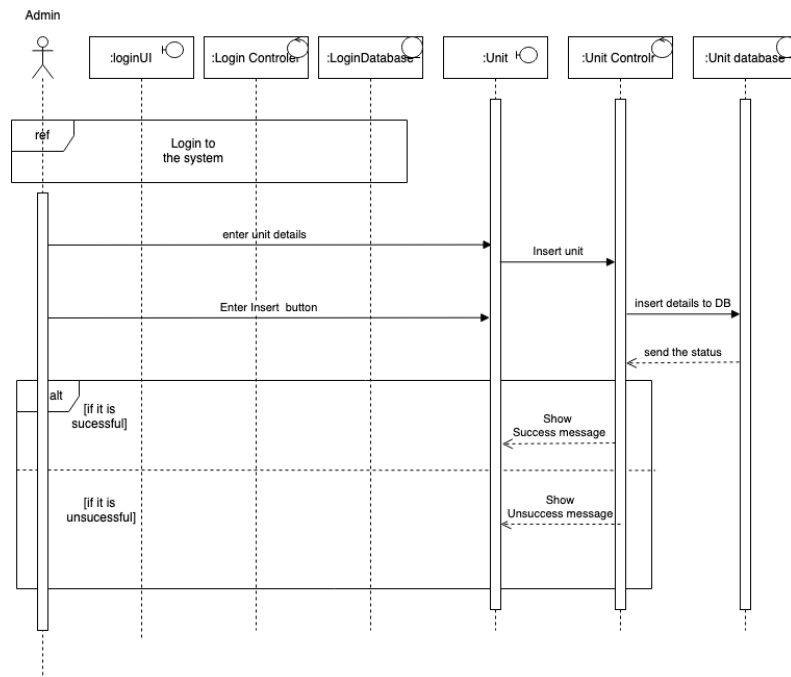 Admin
:loginUI
:Login Controler
:LoginDatabase
:Unit
:Unit Controlr
:Unit database
ref
Login to
the system
enter unit details
Insert unit
Enter Insert button
insert details to DB
send the status
alt
[if it is
sucessful]
Show
Success message
[if it is
unsucessful]
Show
Unsuccess message